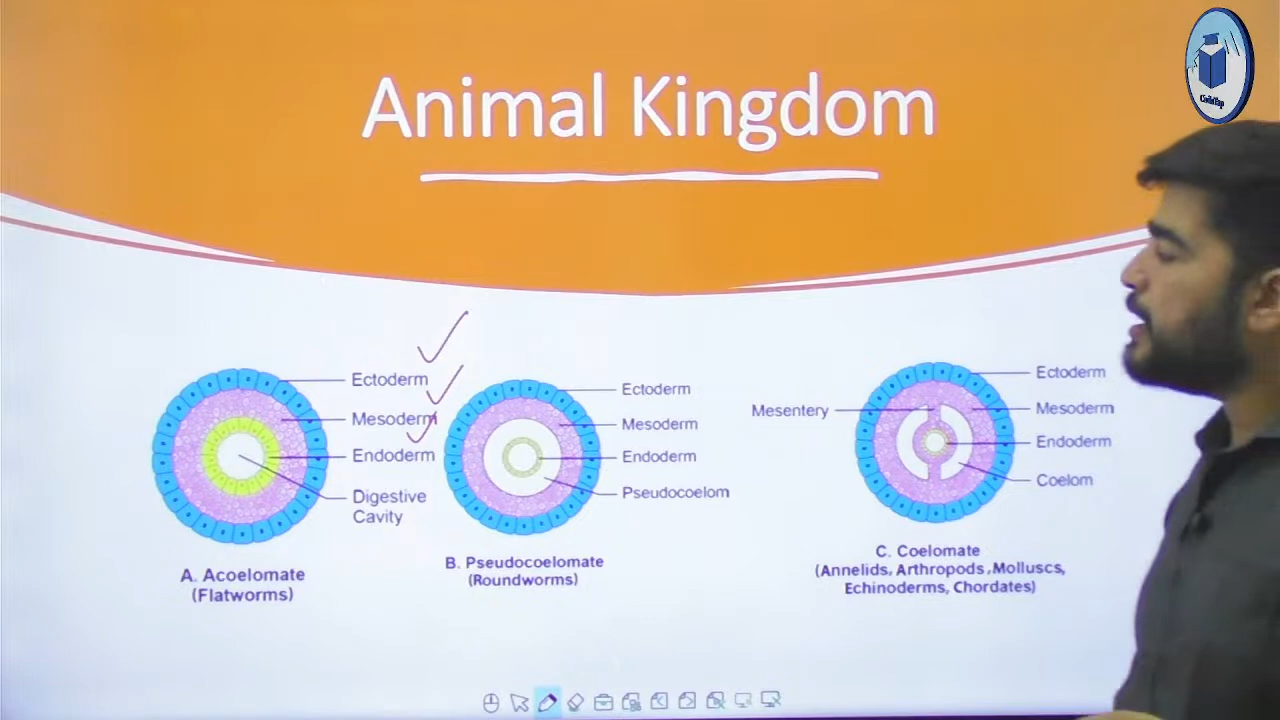 Animal Kingdom
Ectoderm
Mesoderm
Endoderm
Digestive
Cavity
A. Acoelomate
(Flatworms)
Ectoderm
Mesoderm
Endoderm
Pseudocoelom
B. Pseudocoelomate
(Roundworms)
Mesentery
Ectoderm
Mesoderm
Endoderm
Coelom
C. Coelomate
(Annelids, Arthropods, Molluscs,
Echinoderms, Chordates)